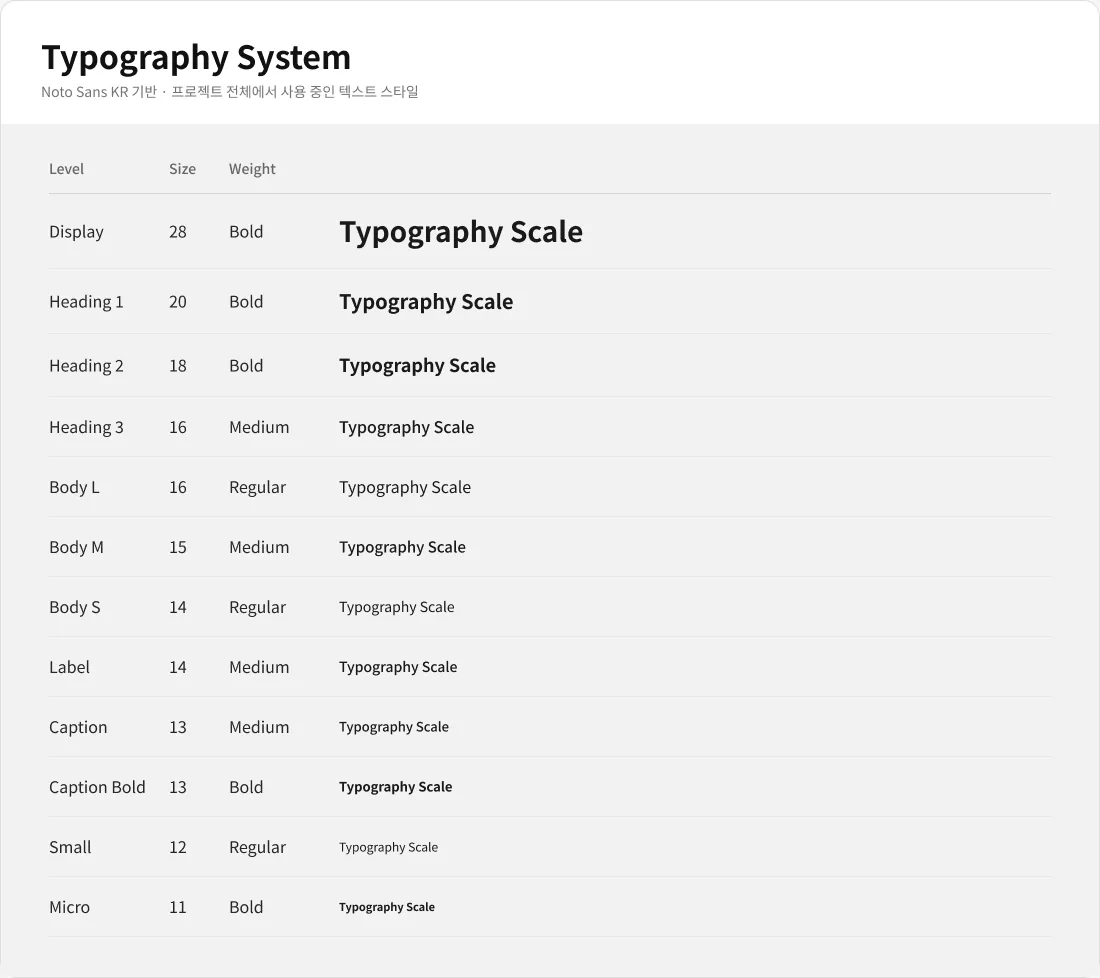 Typography System
Noto Sans KR 기반 · 프로젝트 전체에서 사용 중인 텍스트 스타일
Level Size Weight
Display 28 Bold Typography Scale
Heading 1 20 Bold Typography Scale
Heading 2 18 Bold Typography Scale
Heading 3 16 Medium Typography Scale
Body L 16 Regular Typography Scale
Body M 15 Medium Typography Scale
Body S 14 Regular Typography Scale
Label 14 Medium Typography Scale
Caption 13 Medium Typography Scale
Caption Bold 13 Bold Typography Scale
Small 12 Regular Typography Scale
Micro 11 Bold Typography Scale